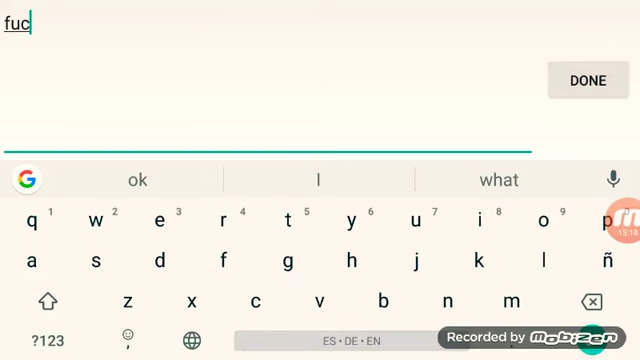 fuc
DONE
ok
I
what
q 1 w 2 e 3 r 4 t 5 y 6 u 7 i 8 o 9 p
15:14
a s d f g h j k l ñ
z x c v b n m
?123 , ES • DE • EN .
Recorded by mobizen